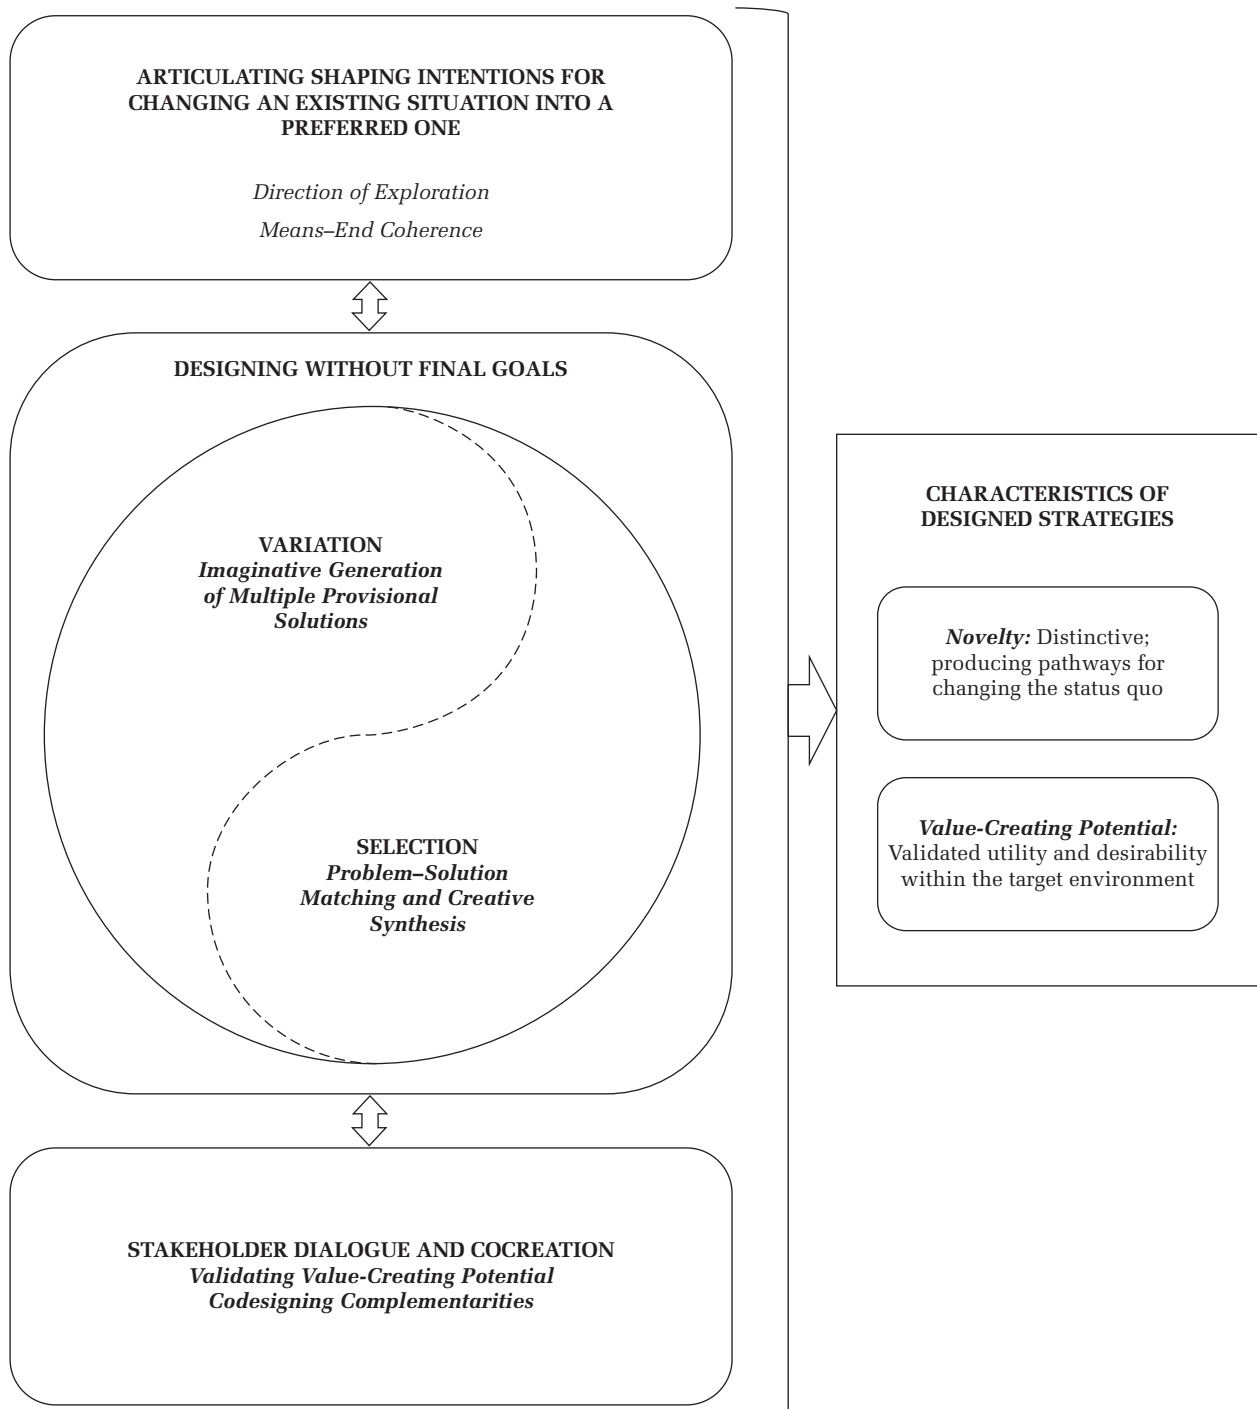 ARTICULATING SHAPING INTENTIONS FOR
CHANGING AN EXISTING SITUATION INTO A
PREFERRED ONE
Direction of Exploration
Means–End Coherence
DESIGNING WITHOUT FINAL GOALS
VARIATION
Imaginative Generation
of Multiple Provisional
Solutions
SELECTION
Problem–Solution
Matching and Creative
Synthesis
STAKEHOLDER DIALOGUE AND COCREATION
Validating Value-Creating Potential
Codesigning Complementarities
CHARACTERISTICS OF
DESIGNED STRATEGIES
Novelty: Distinctive;
producing pathways for
changing the status quo
Value-Creating Potential:
Validated utility and desirability
within the target environment